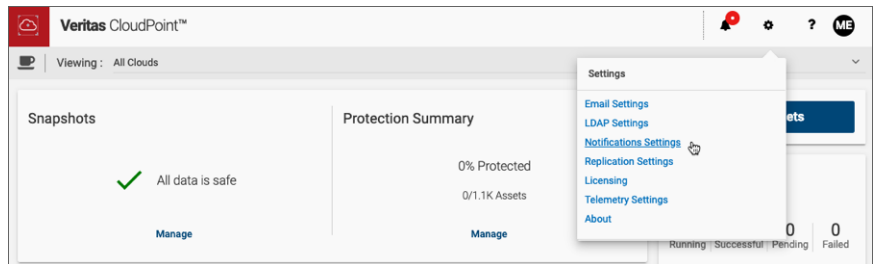 Veritas CloudPoint™
? ME
Viewing : All Clouds
Settings
Email Settings
LDAP Settings
Notifications Settings
Replication Settings
Licensing
Telemetry Settings
About
Snapshots
All data is safe
Manage
Protection Summary
0% Protected
0/1.1K Assets
Manage
ets
0 0
Running Successful Pending Failed